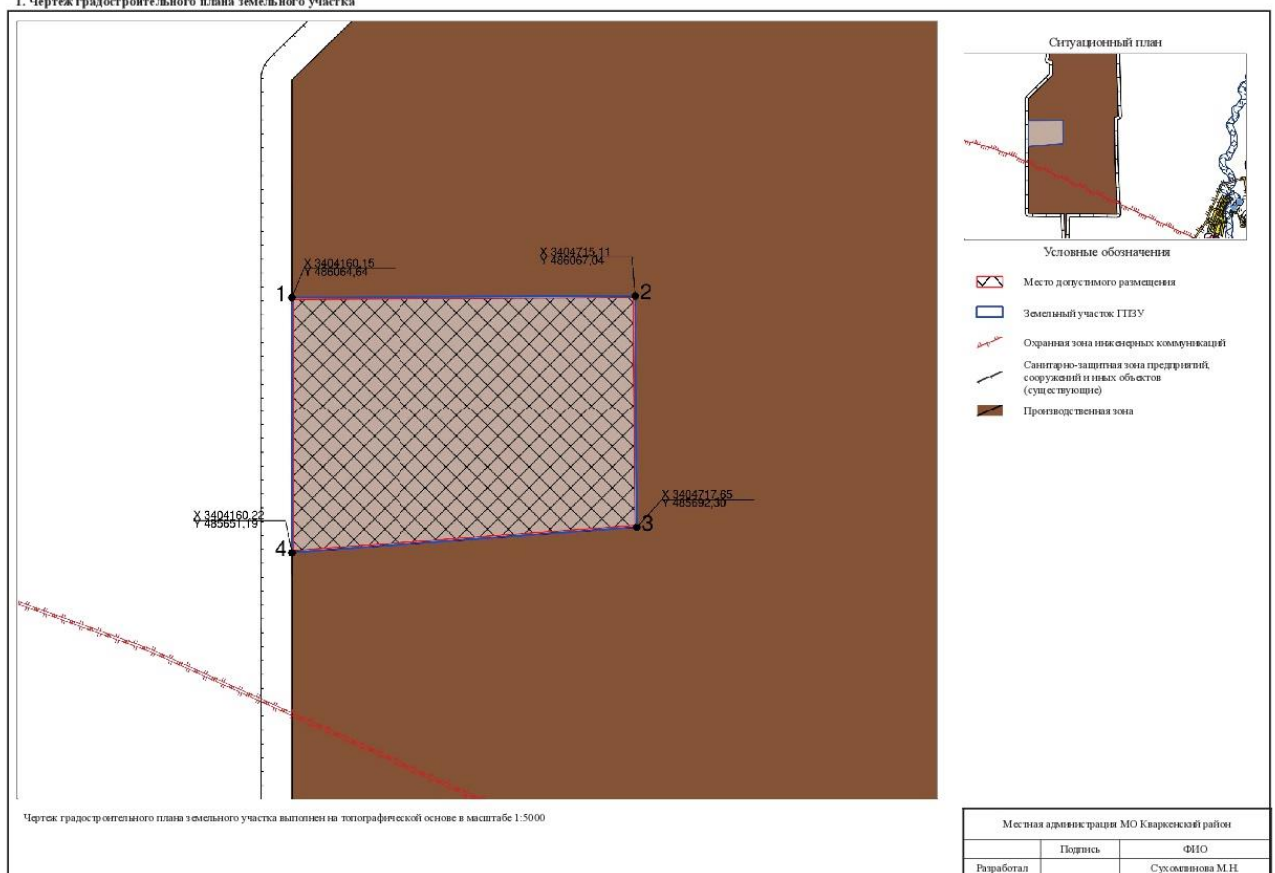 1. Чертеж градостроительного плана земельного участка
Ситуационный план
X 3404160,15
Y 486064,64
X 3404715,11
Y 486067,04
1
2
Условные обозначения
Место допустимого размещения
Земельный участок ГПЗУ
Охранная зона инженерных коммуникаций
Санитарно-защитная зона предприятий,
сооружений и иных объектов
(существующие)
Производственная зона
X 3404717,65
Y 485692,30
3
X 3404160,22
Y 485651,19
4
Чертеж градостроительного плана земельного участка выполнен на топографической основе в масштабе 1:5000
Местная администрация МО Кваркенский район
Подпись ФИО
Разработал Сухомлинова М.Н.